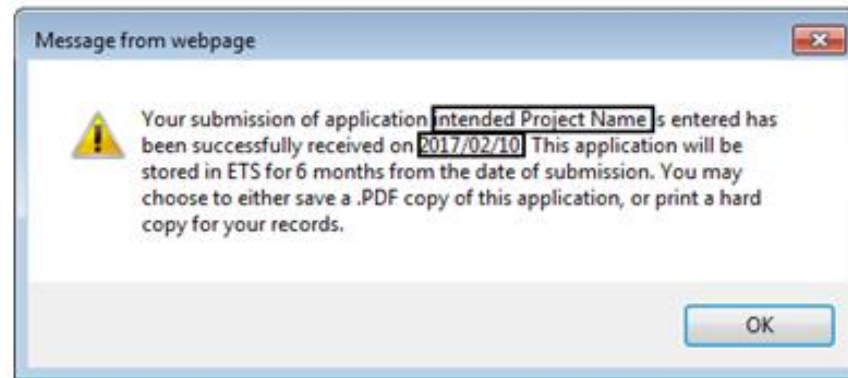 Message from webpage
Your submission of application Intended Project Name is entered has
been successfully received on 2017/02/10 This application will be
stored in ETS for 6 months from the date of submission. You may
choose to either save a .PDF copy of this application, or print a hard
copy for your records.
OK